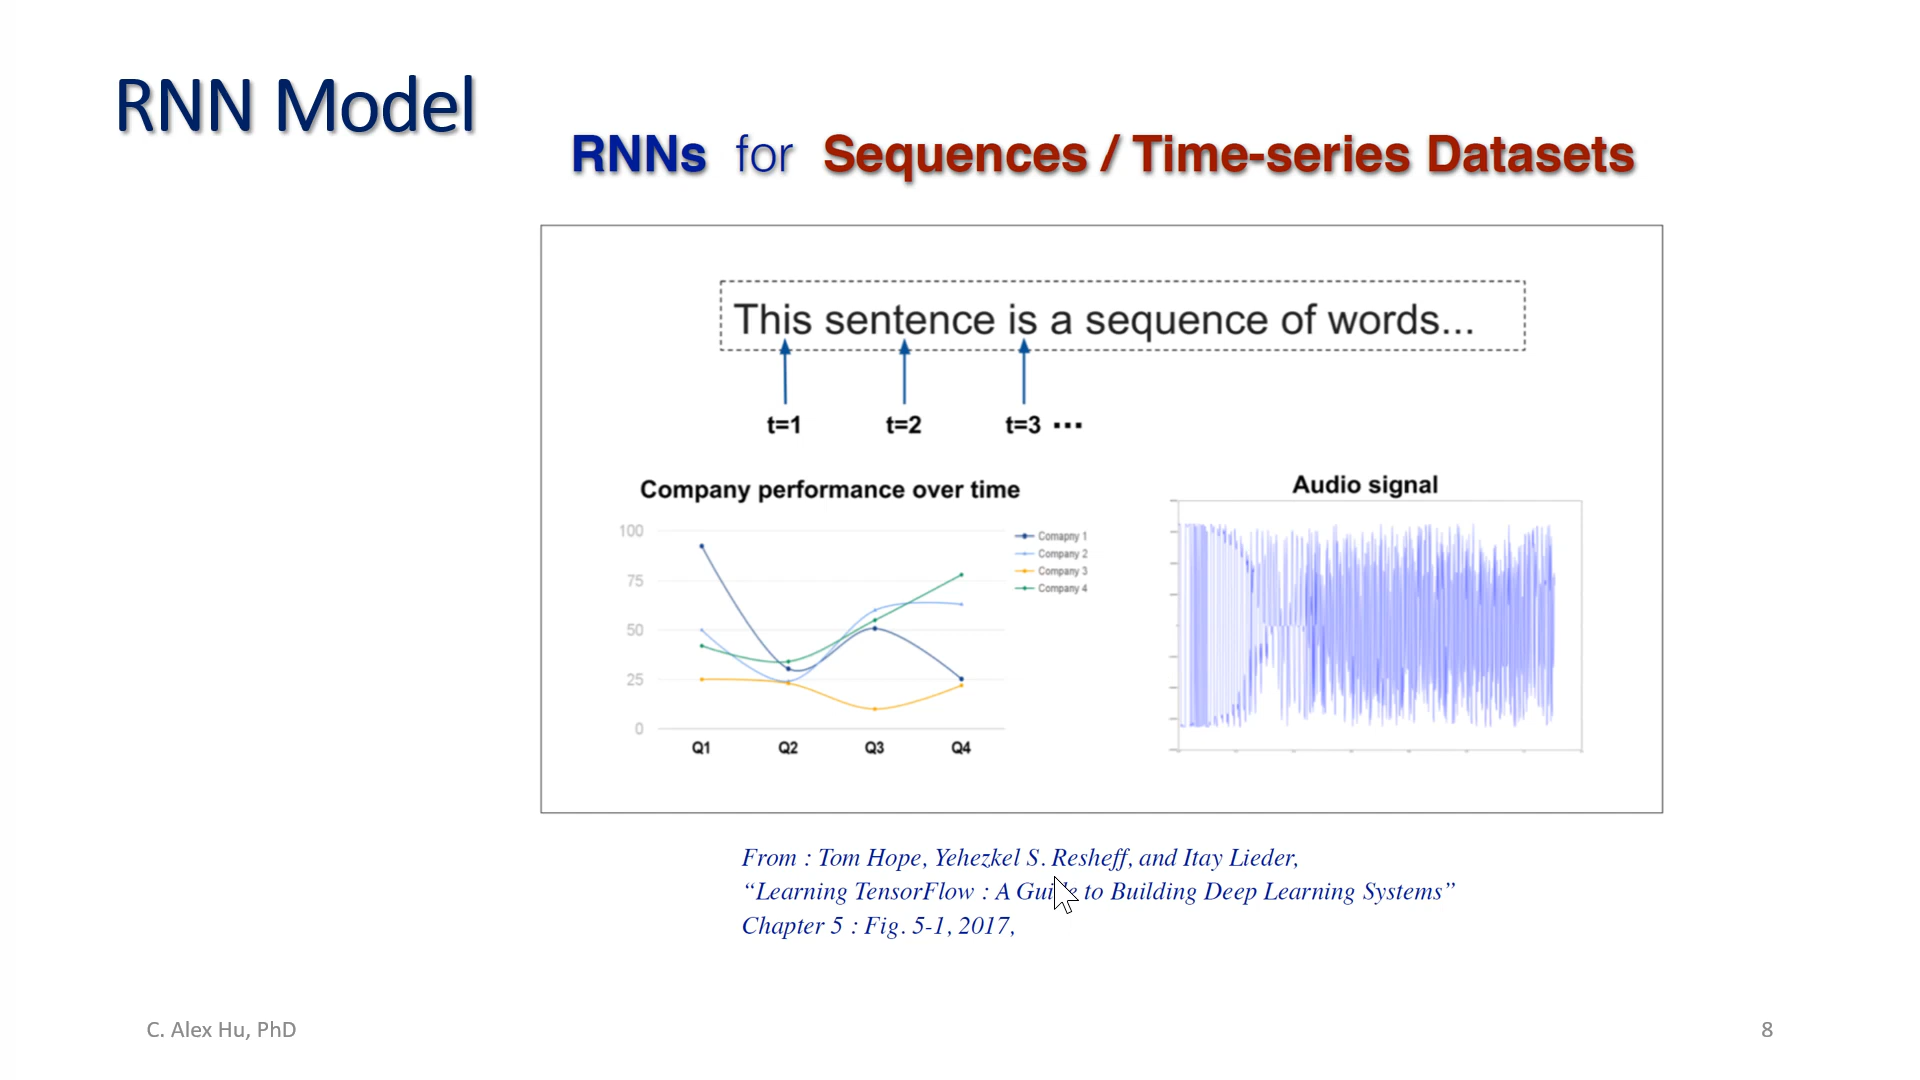 RNN Model
RNNs for Sequences / Time-series Datasets
This sentence is a sequence of words...
t=1 t=2 t=3 ...
Company performance over time
100
75
50
25
0
Q1 Q2 Q3 Q4
Comapny 1
Company 2
Company 3
Company 4
Audio signal
From : Tom Hope, Yehezkel S. Resheff, and Itay Lieder,
“Learning TensorFlow : A Guide to Building Deep Learning Systems”
Chapter 5 : Fig. 5-1, 2017,
C. Alex Hu, PhD
8